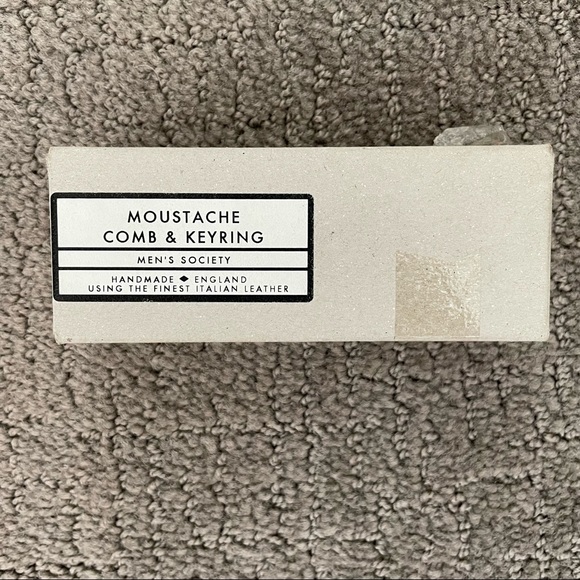 MOUSTACHE
COMB & KEYRING
MEN'S SOCIETY
HANDMADE ◆ ENGLAND
USING THE FINEST ITALIAN LEATHER